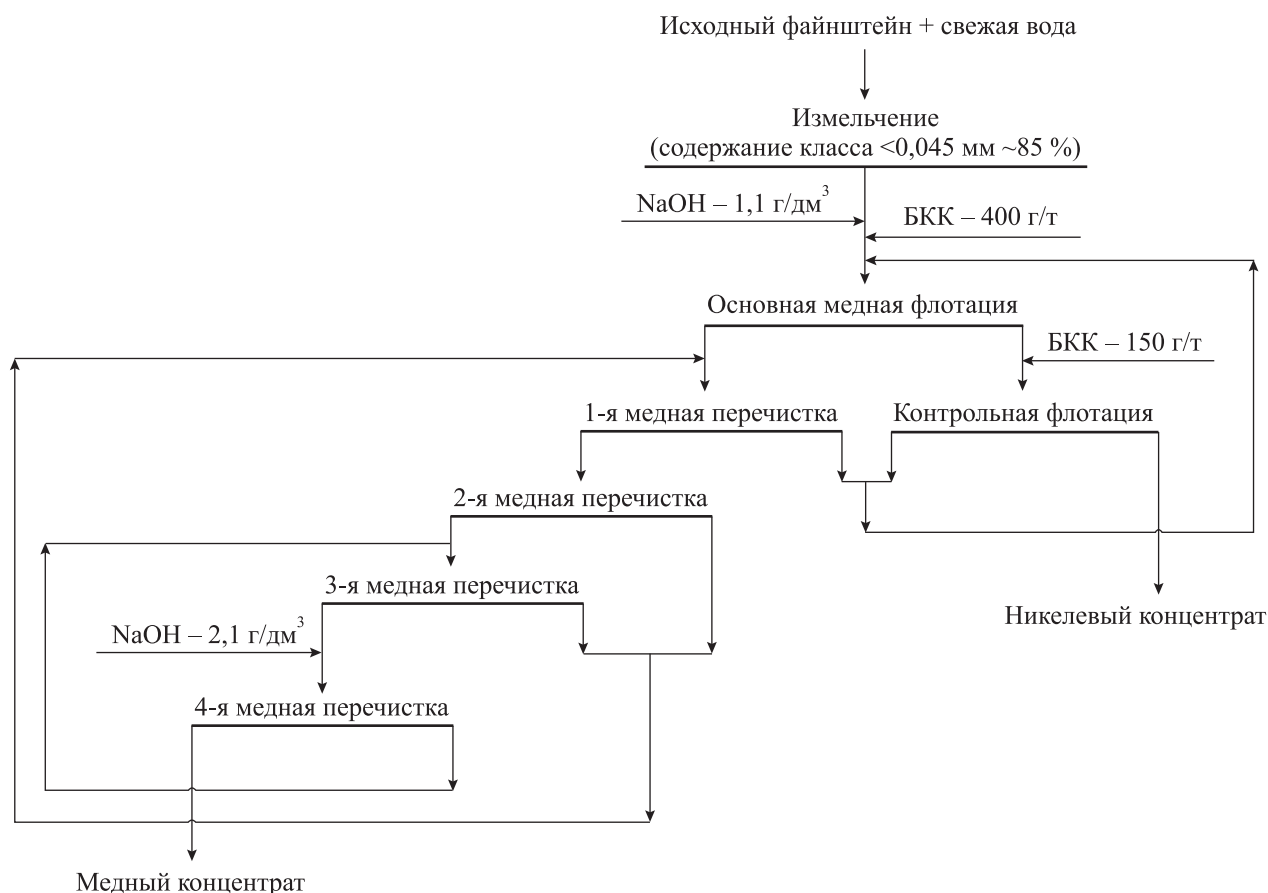 Исходный файнштейн + свежая вода
Измельчение
(содержание класса <0,045 мм ~85 %)
NaOH – 1,1 г/дм³
БКК – 400 г/т
Основная медная флотация
БКК – 150 г/т
1-я медная перечистка
Контрольная флотация
2-я медная перечистка
3-я медная перечистка
Никелевый концентрат
NaOH – 2,1 г/дм³
4-я медная перечистка
Медный концентрат